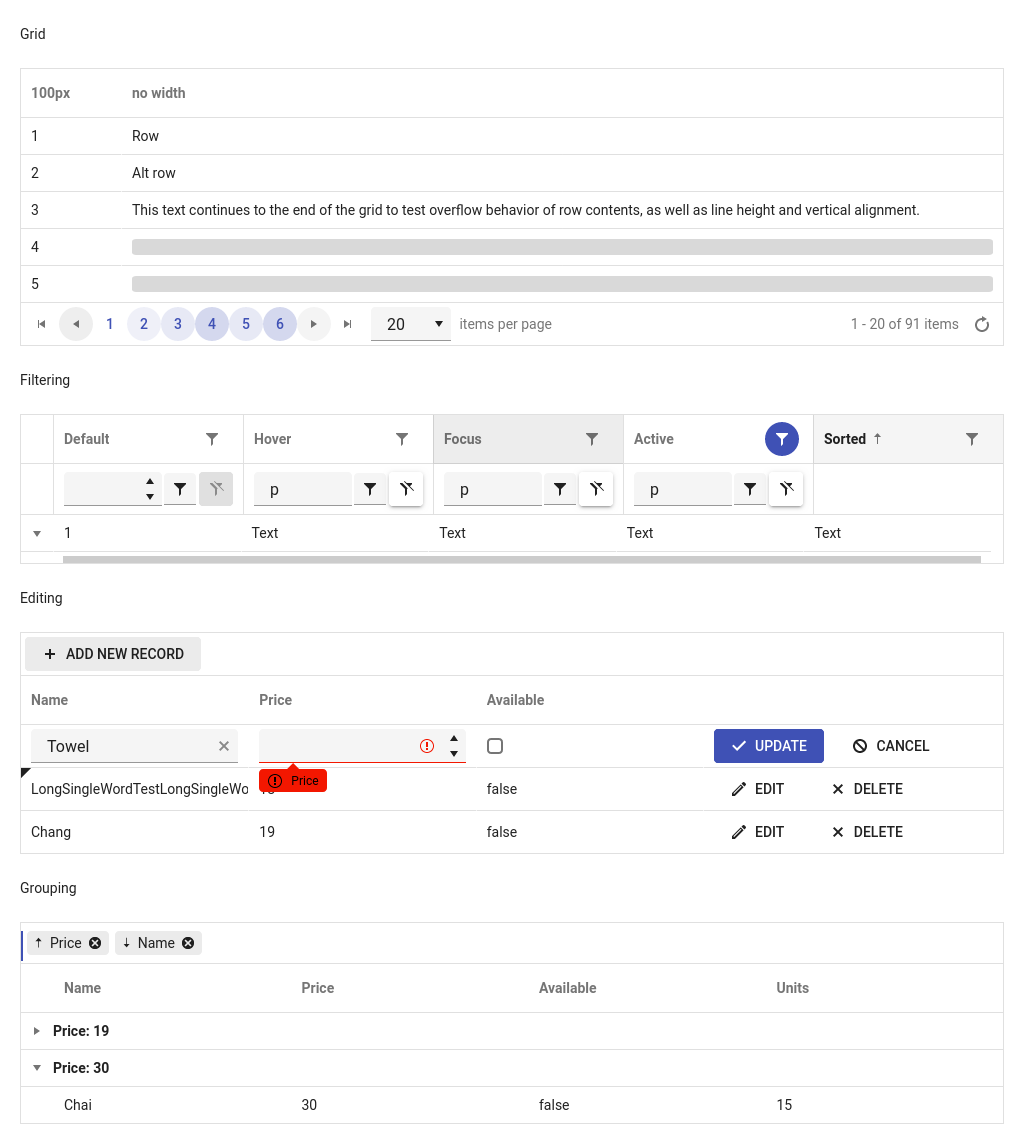 Grid
100px no width
1 Row
2 Alt row
3 This text continues to the end of the grid to test overflow behavior of row contents, as well as line height and vertical alignment.
4
5
1 2 3 4 5 6 20 items per page 1 - 20 of 91 items
Filtering
Default Hover Focus Active Sorted
p p p
1 Text Text Text Text
Editing
ADD NEW RECORD
Name Price Available
Towel UPDATE CANCEL
Price
LongSingleWordTestLongSingleWo false EDIT DELETE
Chang 19 false EDIT DELETE
Grouping
Price Name
Name Price Available Units
Price: 19
Price: 30
Chai 30 false 15